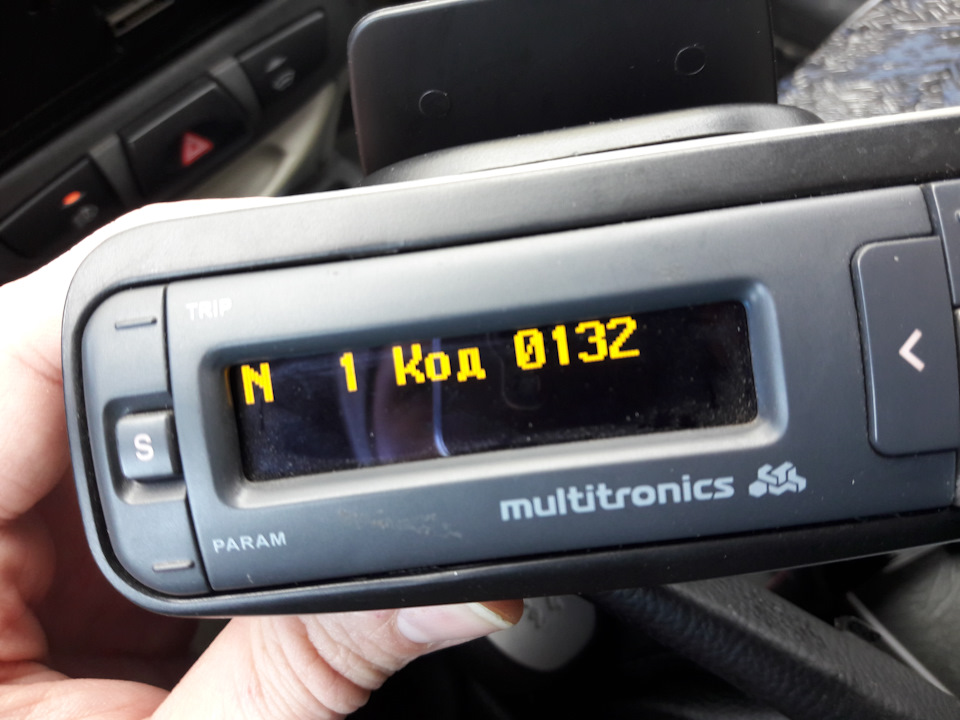 TRIP
N 1 Код 0132
S
multitronics
PARAM